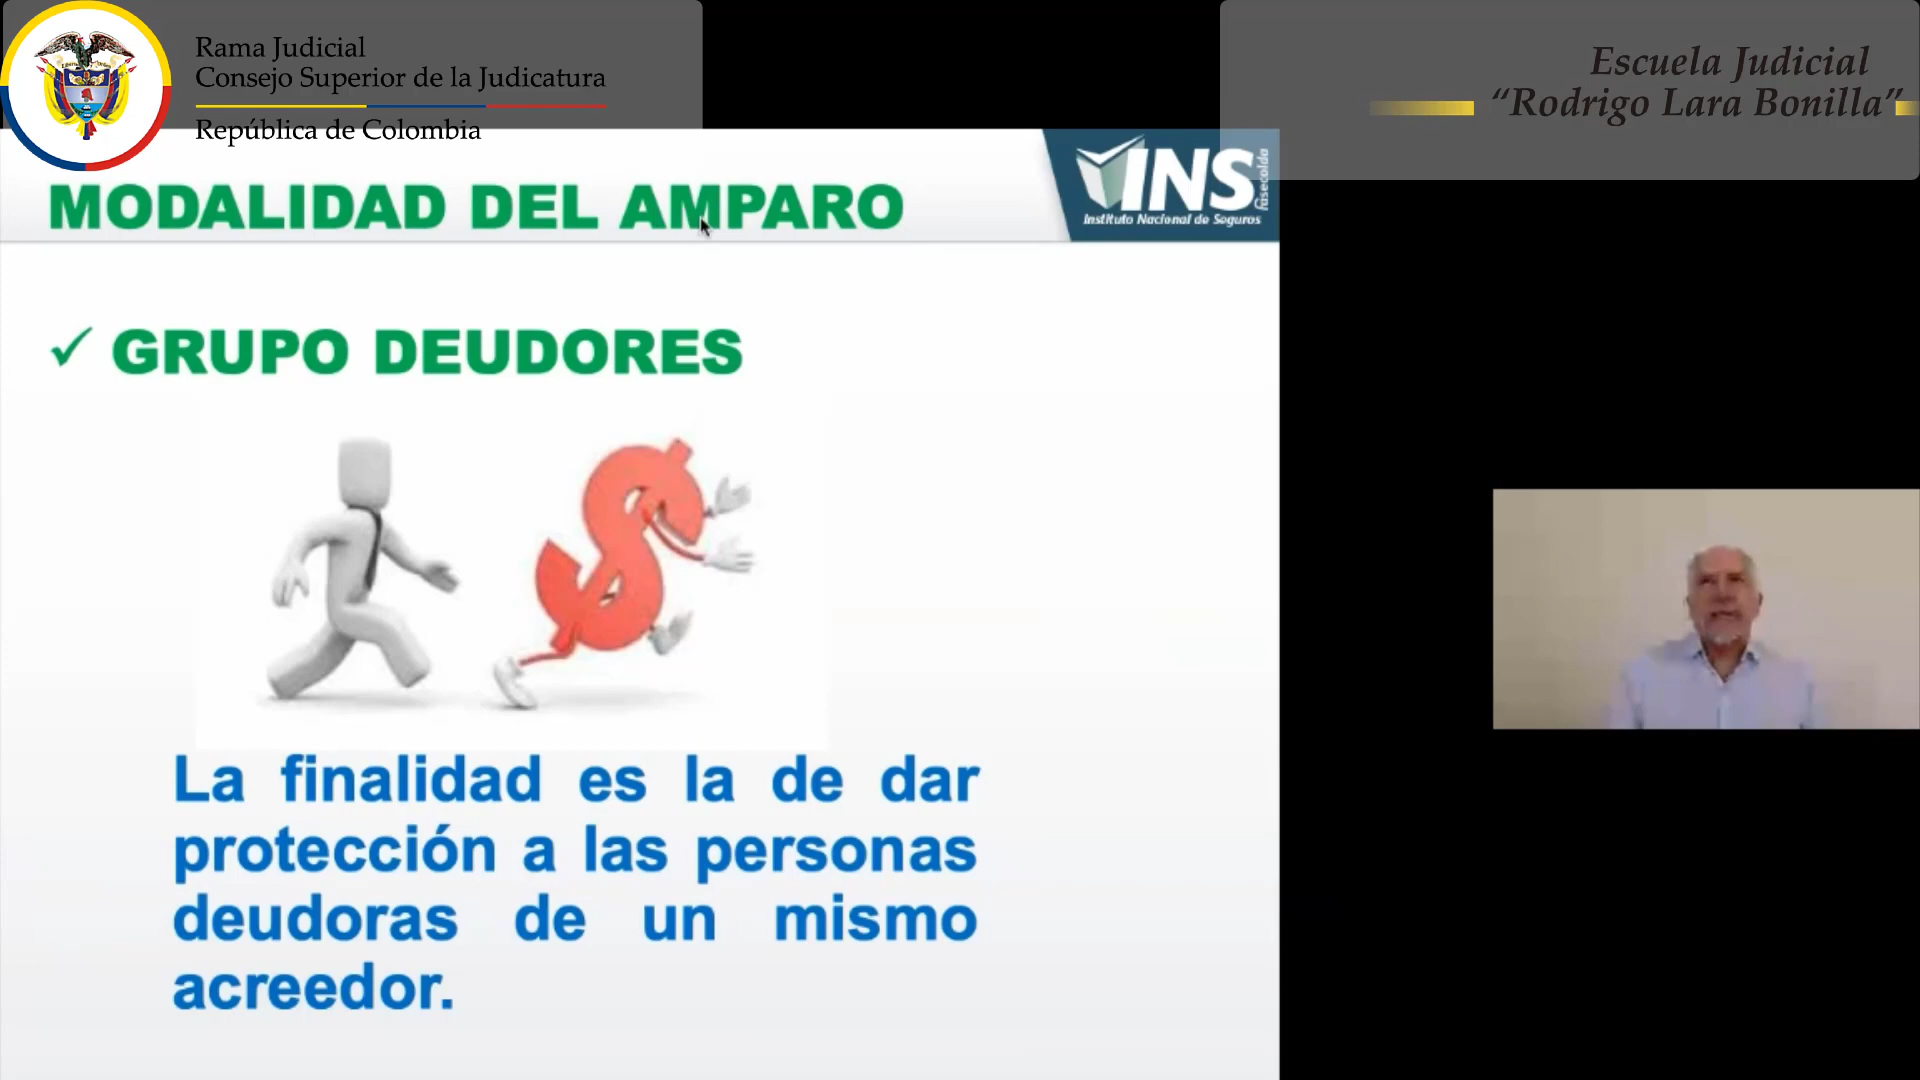 Rama Judicial
Consejo Superior de la Judicatura
República de Colombia
Escuela Judicial
“Rodrigo Lara Bonilla”
INS
fasecolda
Instituto Nacional de Seguros
MODALIDAD DEL AMPARO
✓ GRUPO DEUDORES
La finalidad es la de dar
protección a las personas
deudoras de un mismo
acreedor.